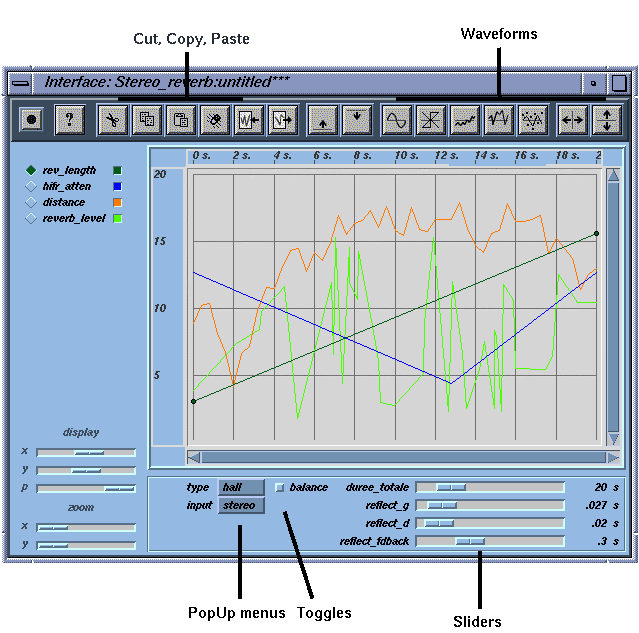 Cut, Copy, Paste
Waveforms
Interface: Stereo_reverb:untitled***
?
W
V
0 s. 2 s. 4 s. 6 s. 8 s. 10 s. 12 s. 14 s. 16 s. 18 s. 2
rev_length
hifr_atten
distance
reverb_level
20
15
10
5
display
x
y
p
zoom
x
y
type hall balance
input stereo
duree_totale 20 s
reflect_g .027 s
reflect_d .02 s
reflect_fdback .3 s
PopUp menus
Toggles
Sliders